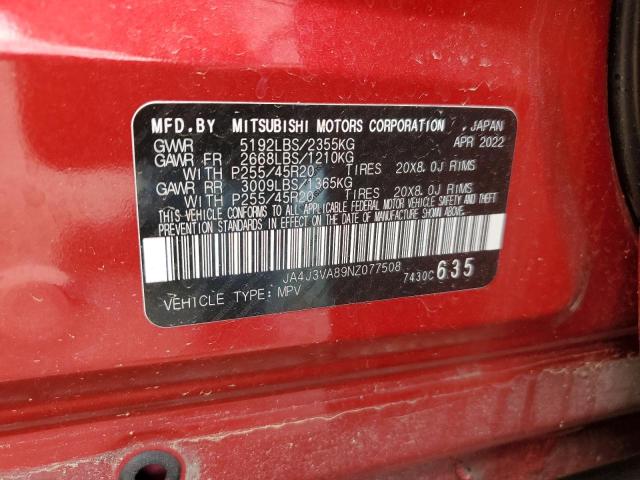 MFD.BY MITSUBISHI MOTORS CORPORATION, JAPAN
GVWR 5192LBS/2355KG APR 2022
GAWR FR 2668LBS/1210KG
WITH P255/45R20 TIRES 20X8.0J RIMS
GAWR RR 3009LBS/1365KG
WITH P255/45R20 TIRES 20X8.0J RIMS
THIS VEHICLE CONFORMS TO ALL APPLICABLE FEDERAL MOTOR VEHICLE SAFETY AND THEFT
PREVENTION STANDARDS IN EFFECT ON THE DATE OF MANUFACTURE SHOWN ABOVE.
JA4J3VA89NZ077508
VEHICLE TYPE: MPV 7430C 635